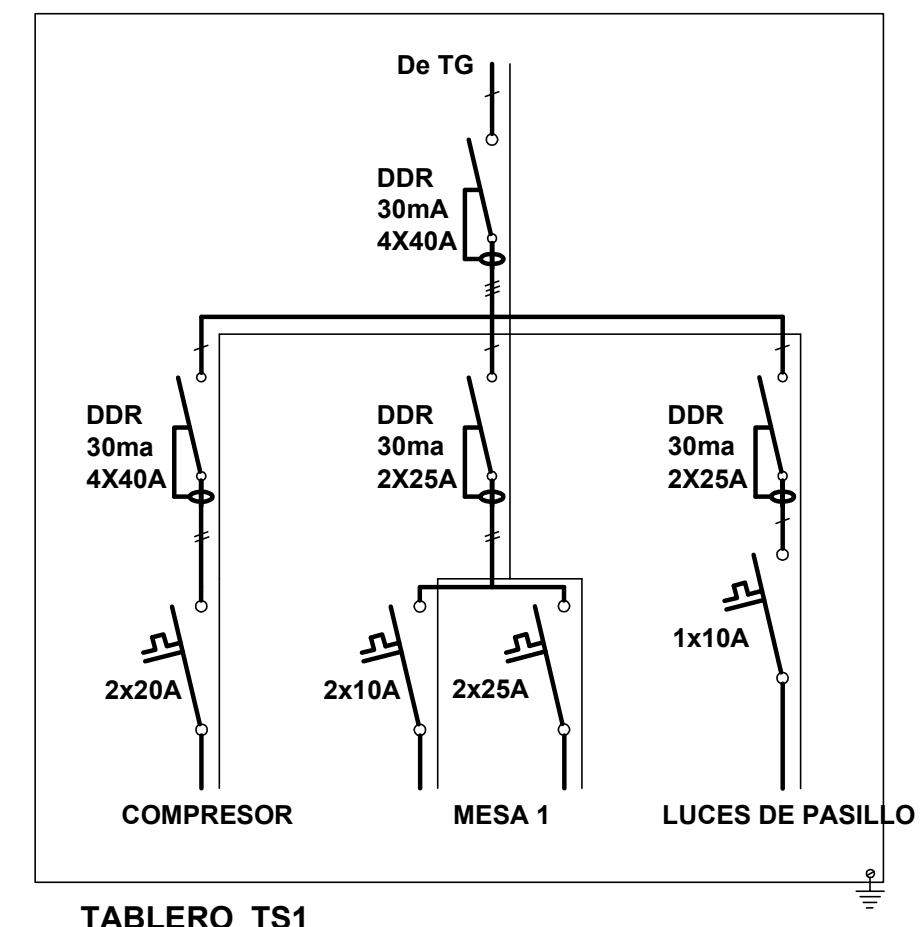 De TG
DDR
30mA
4X40A
DDR
30ma
4X40A
DDR
30ma
2X25A
DDR
30ma
2X25A
2x20A
2x10A
2x25A
1x10A
COMPRESOR
MESA 1
LUCES DE PASILLO
TABLERO TS1